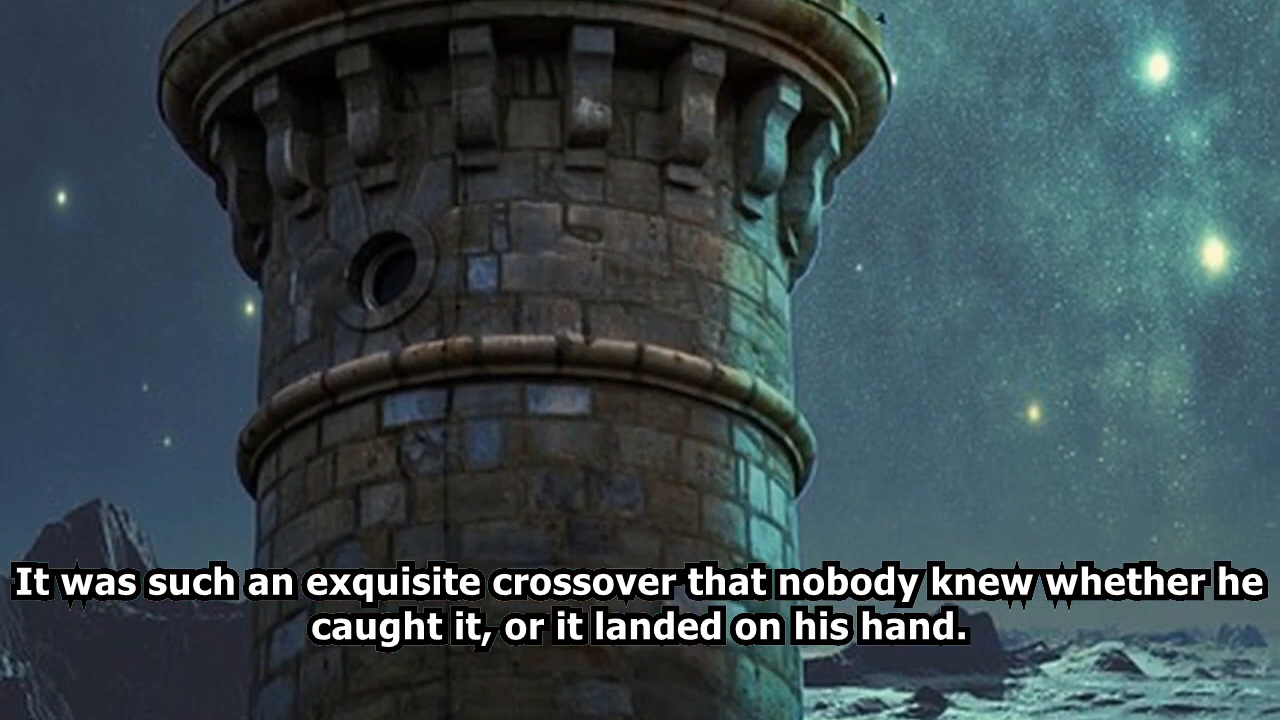 It was such an exquisite crossover that nobody knew whether he
caught it, or it landed on his hand.